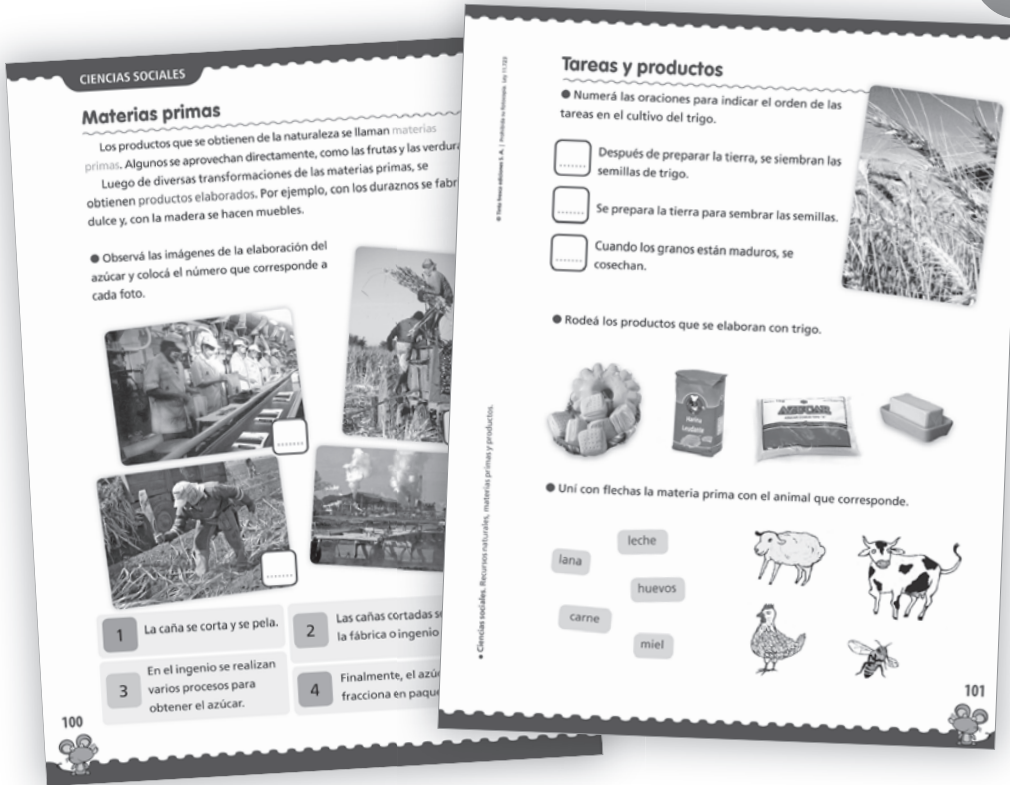 CIENCIAS SOCIALES
Materias primas
Los productos que se obtienen de la naturaleza se llaman materias
primas. Algunos se aprovechan directamente, como las frutas y las verdura
Luego de diversas transformaciones de las materias primas, se
obtienen productos elaborados. Por ejemplo, con los duraznos se fabr
dulce y, con la madera se hacen muebles.
● Observá las imágenes de la elaboración del
azúcar y colocá el número que corresponde a
cada foto.
.......
.......
1 La caña se corta y se pela.
2 Las cañas cortadas se
la fábrica o ingenio
3 En el ingenio se realizan
varios procesos para
obtener el azúcar.
4 Finalmente, el azúc
fracciona en paque
100
Tareas y productos
● Numerá las oraciones para indicar el orden de las
tareas en el cultivo del trigo.
....... Después de preparar la tierra, se siembran las
semillas de trigo.
....... Se prepara la tierra para sembrar las semillas.
....... Cuando los granos están maduros, se
cosechan.
● Rodeá los productos que se elaboran con trigo.
Harina
Leudante
AZÚCAR
● Uní con flechas la materia prima con el animal que corresponde.
leche
lana
huevos
carne
miel
● Ciencias sociales. Recursos naturales, materias primas y productos.
101